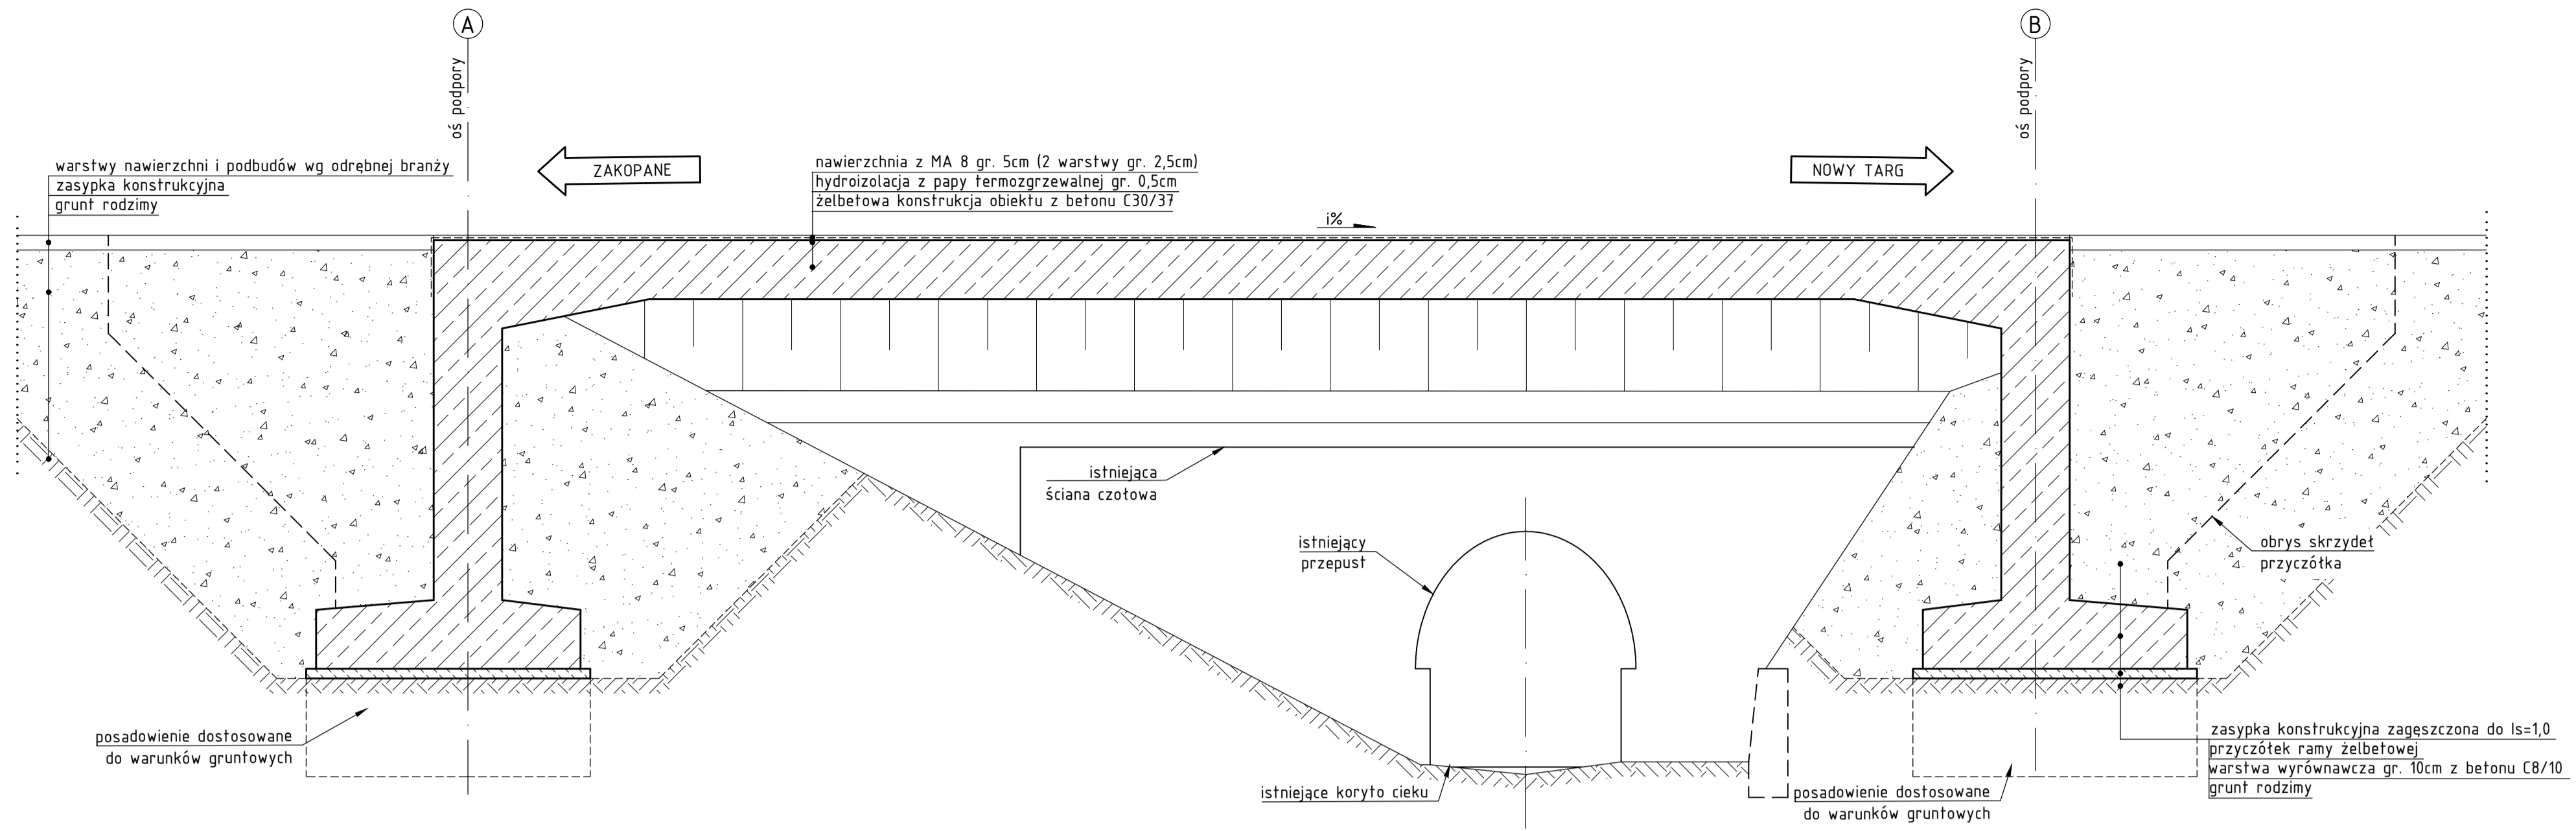 A
B
oś podpory
oś podpory
warstwy nawierzchni i podbudów wg odrębnej branży
zasypka konstrukcyjna
grunt rodzimy
ZAKOPANE
nawierzchnia z MA 8 gr. 5cm (2 warstwy gr. 2,5cm)
hydroizolacja z papy termozgrzewalnej gr. 0,5cm
żelbetowa konstrukcja obiektu z betonu C30/37
i%
NOWY TARG
istniejąca
ściana czołowa
istniejący
przepust
obrys skrzydeł
przyczółka
posadowienie dostosowane
do warunków gruntowych
istniejące koryto cieku
posadowienie dostosowane
do warunków gruntowych
zasypka konstrukcyjna zagęszczona do Is=1,0
przyczółek ramy żelbetowej
warstwa wyrównawcza gr. 10cm z betonu C8/10
grunt rodzimy